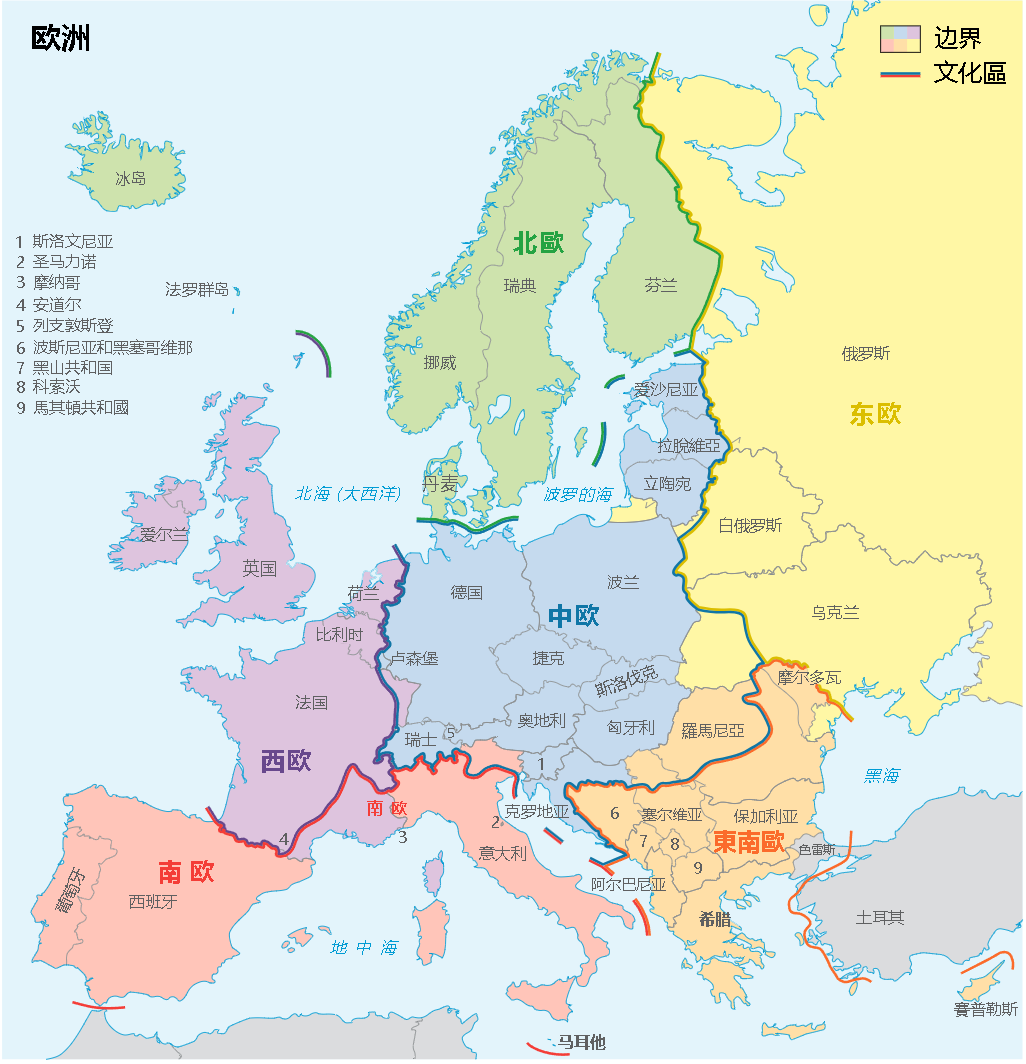 欧洲
边界
文化區
冰岛
1 斯洛文尼亚
2 圣马力诺
3 摩纳哥
4 安道尔
5 列支敦斯登
6 波斯尼亚和黑塞哥维那
7 黑山共和国
8 科索沃
9 馬其頓共和國
法罗群岛
北歐
瑞典
芬兰
挪威
俄罗斯
爱沙尼亚
东欧
拉脫維亞
丹麦
立陶宛
北海 (大西洋)
波罗的海
白俄罗斯
爱尔兰
英国
荷兰
德国
波兰
中欧
乌克兰
比利时
卢森堡
捷克
斯洛伐克
摩尔多瓦
法国
奥地利
匈牙利
羅馬尼亞
瑞士
5
西欧
1
黑海
南 欧
克罗地亚
6
塞尔维亚
保加利亚
2
4
3
7
8
東南歐
色雷斯
意大利
南 欧
9
阿尔巴尼亚
葡萄牙
西班牙
希腊
土耳其
地 中 海
賽普勒斯
马耳他